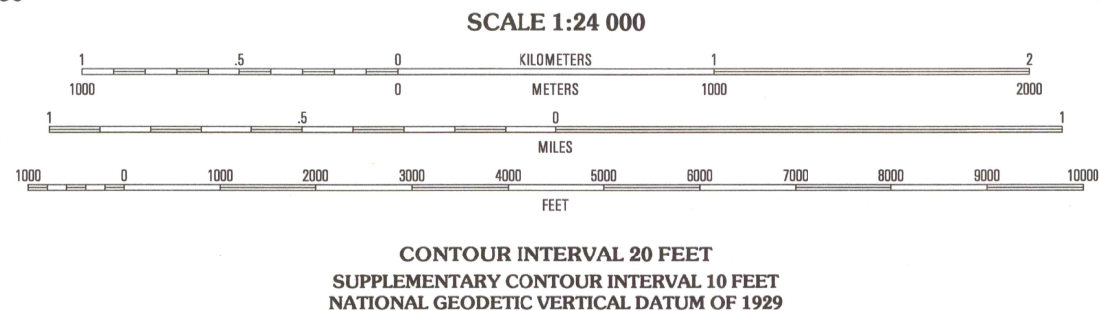 SCALE 1:24 000
1 .5 0 KILOMETERS 1 2
1000 0 METERS 1000 2000
1 .5 0 1
MILES
1000 0 1000 2000 3000 4000 5000 6000 7000 8000 9000 10000
FEET
CONTOUR INTERVAL 20 FEET
SUPPLEMENTARY CONTOUR INTERVAL 10 FEET
NATIONAL GEODETIC VERTICAL DATUM OF 1929